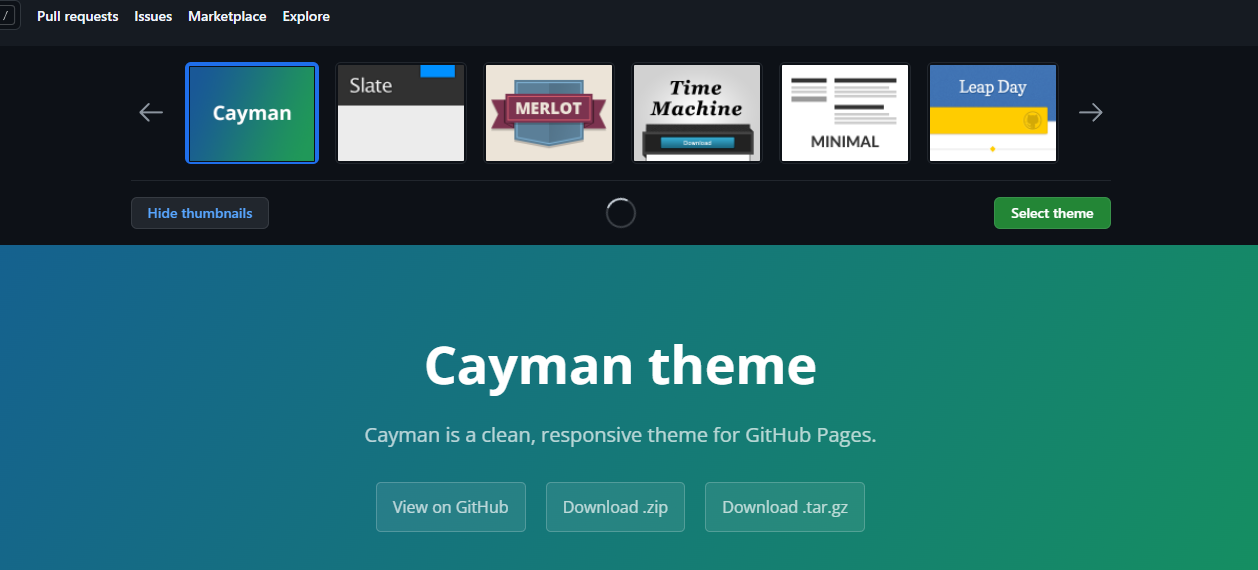 /
Pull requests Issues Marketplace Explore
Cayman
Slate
MERLOT
Time
Machine
Download
MINIMAL
Leap Day
Hide thumbnails
Select theme
Cayman theme
Cayman is a clean, responsive theme for GitHub Pages.
View on GitHub Download .zip Download .tar.gz